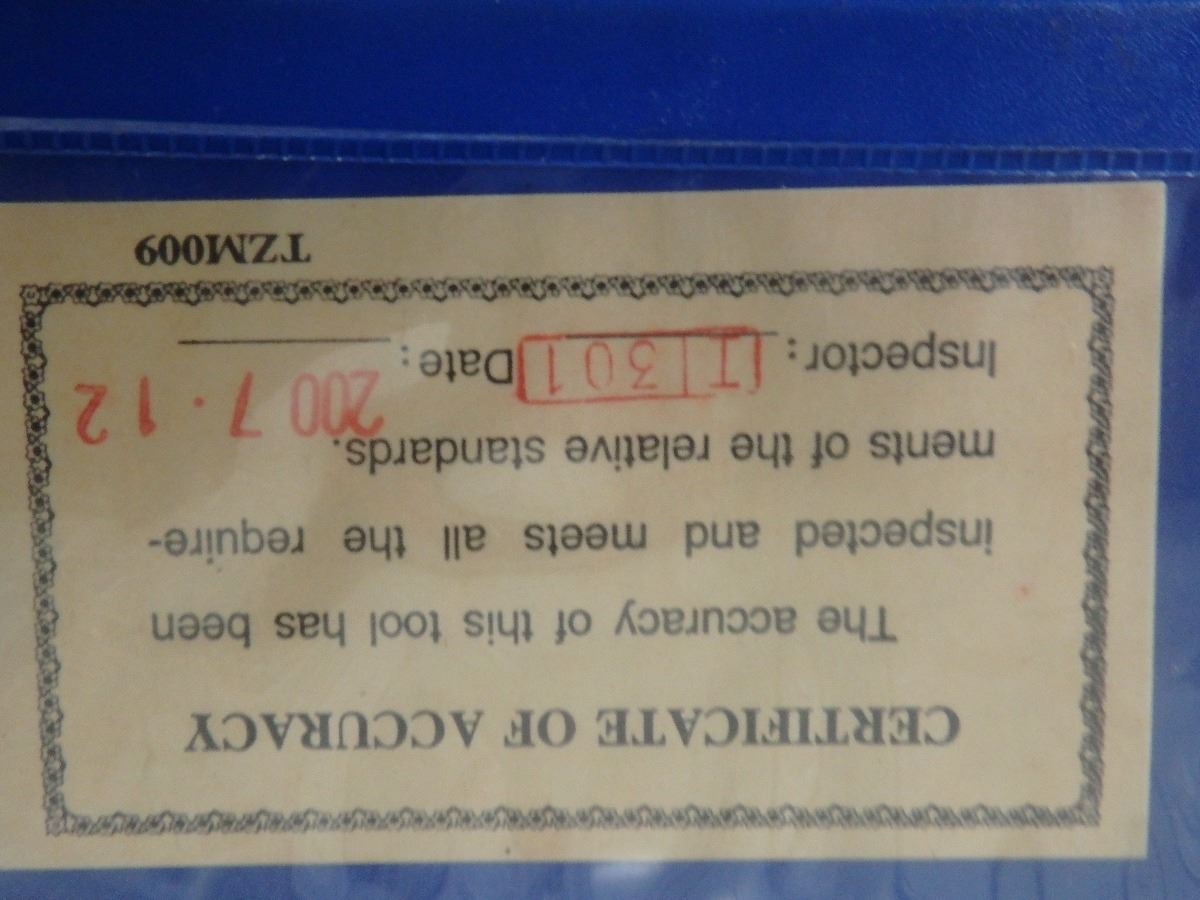 CERTIFICATE OF ACCURACY
The accuracy of this tool has been
inspected and meets all the require-
ments of the relative standards.
Inspector: I 301 Date: 2007.12
TZM009